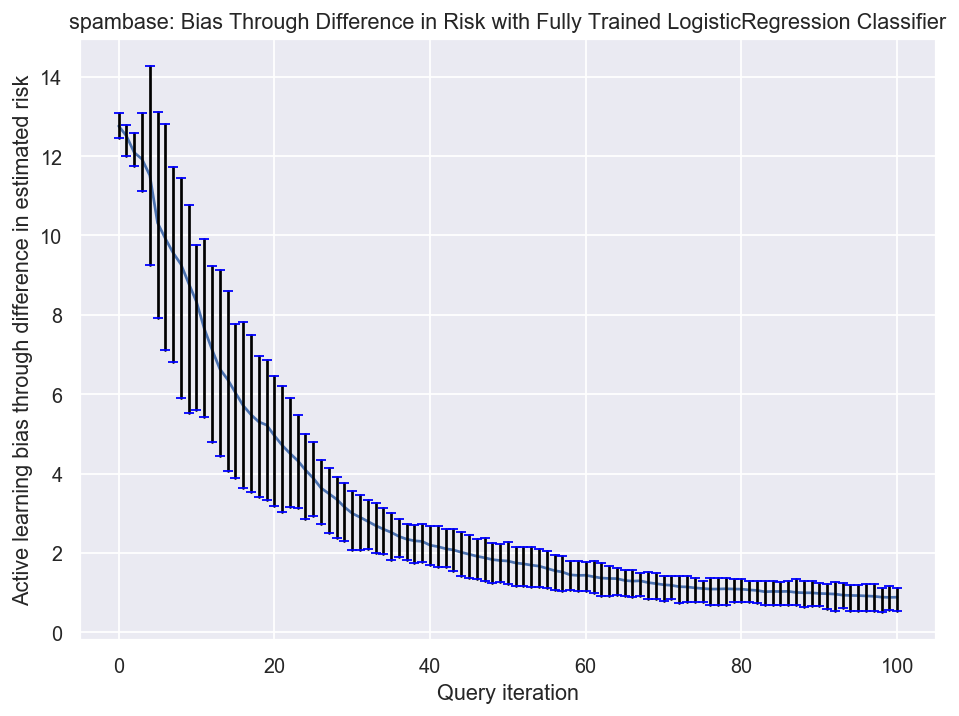 spambase: Bias Through Difference in Risk with Fully Trained LogisticRegression Classifier
Active learning bias through difference in estimated risk
14
12
10
8
6
4
2
0
0 20 40 60 80 100
Query iteration